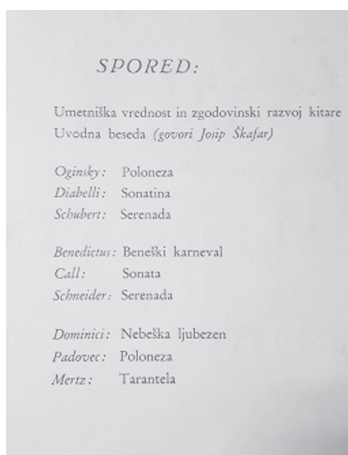 SPORED:
Umetniška vrednost in zgodovinski razvoj kitare
Uvodna beseda (govori Josip Škafar)
Oginsky: Poloneza
Diabelli: Sonatina
Schubert: Serenada
Benedictus: Beneški karneval
Call: Sonata
Schneider: Serenada
Dominici: Nebeška ljubezen
Padovec: Poloneza
Mertz: Tarantela